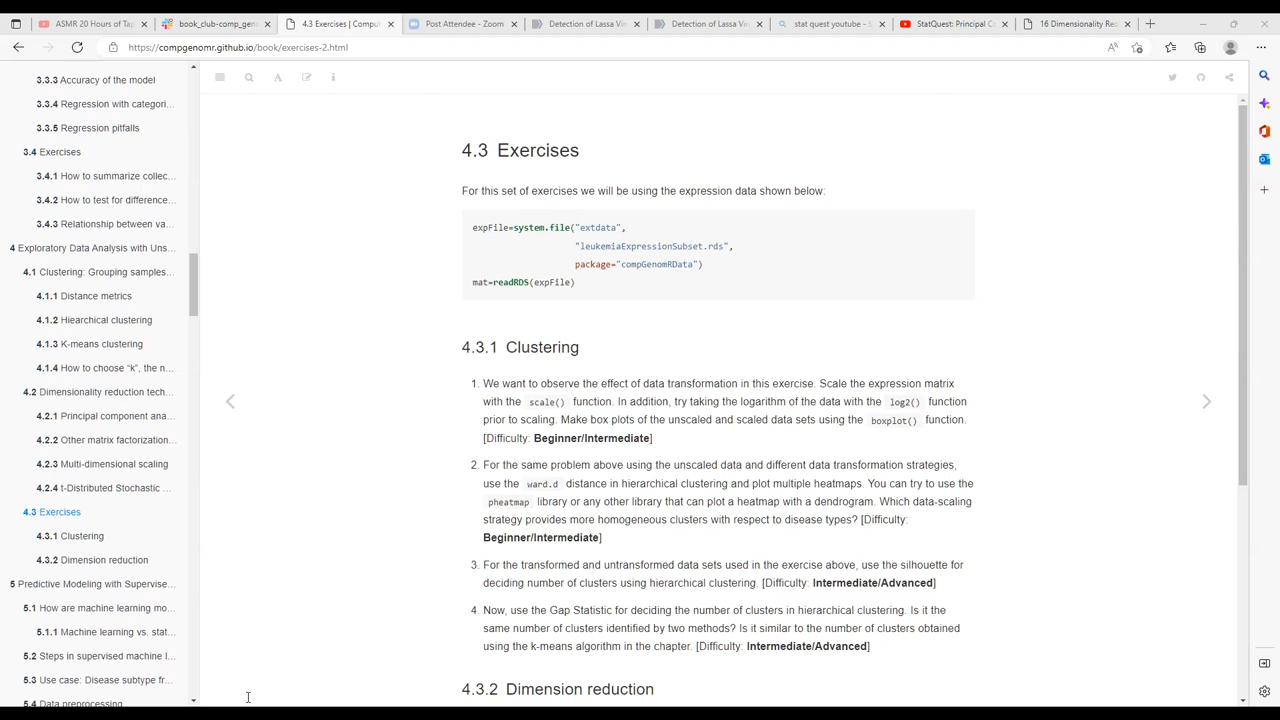 ASMR 20 Hours of Ta
book_club-comp_gen
4.3 Exercises | Comput
Post Attendee - Zoom
Detection of Lassa Vi
Detection of Lassa Vi
stat quest youtube - S
StatQuest: Principal C
16 Dimensionality Re
https://compgenomr.github.io/book/exercises-2.html
3.3.3 Accuracy of the model
3.3.4 Regression with categori…
3.3.5 Regression pitfalls
3.4 Exercises
3.4.1 How to summarize collec…
3.4.2 How to test for difference…
3.4.3 Relationship between va…
4 Exploratory Data Analysis with Uns…
4.1 Clustering: Grouping samples…
4.1.1 Distance metrics
4.1.2 Hiearchical clustering
4.1.3 K-means clustering
4.1.4 How to choose “k”, the n…
4.2 Dimensionality reduction tech…
4.2.1 Principal component ana…
4.2.2 Other matrix factorization…
4.2.3 Multi-dimensional scaling
4.2.4 t-Distributed Stochastic …
4.3 Exercises
4.3.1 Clustering
4.3.2 Dimension reduction
5 Predictive Modeling with Supervise…
5.1 How are machine learning mo…
5.1.1 Machine learning vs. stat…
5.2 Steps in supervised machine l…
5.3 Use case: Disease subtype fr…
5.4 Data preprocessing
4.3 Exercises
For this set of exercises we will be using the expression data shown below:
expFile=system.file("extdata",
"leukemiaExpressionSubset.rds",
package="compGenomRData")
mat=readRDS(expFile)
4.3.1 Clustering
1. We want to observe the effect of data transformation in this exercise. Scale the expression matrix
with the scale() function. In addition, try taking the logarithm of the data with the log2() function
prior to scaling. Make box plots of the unscaled and scaled data sets using the boxplot() function.
[Difficulty: Beginner/Intermediate]
2. For the same problem above using the unscaled data and different data transformation strategies,
use the ward.d distance in hierarchical clustering and plot multiple heatmaps. You can try to use the
pheatmap library or any other library that can plot a heatmap with a dendrogram. Which data-scaling
strategy provides more homogeneous clusters with respect to disease types? [Difficulty:
Beginner/Intermediate]
3. For the transformed and untransformed data sets used in the exercise above, use the silhouette for
deciding number of clusters using hierarchical clustering. [Difficulty: Intermediate/Advanced]
4. Now, use the Gap Statistic for deciding the number of clusters in hierarchical clustering. Is it the
same number of clusters identified by two methods? Is it similar to the number of clusters obtained
using the k-means algorithm in the chapter. [Difficulty: Intermediate/Advanced]
4.3.2 Dimension reduction